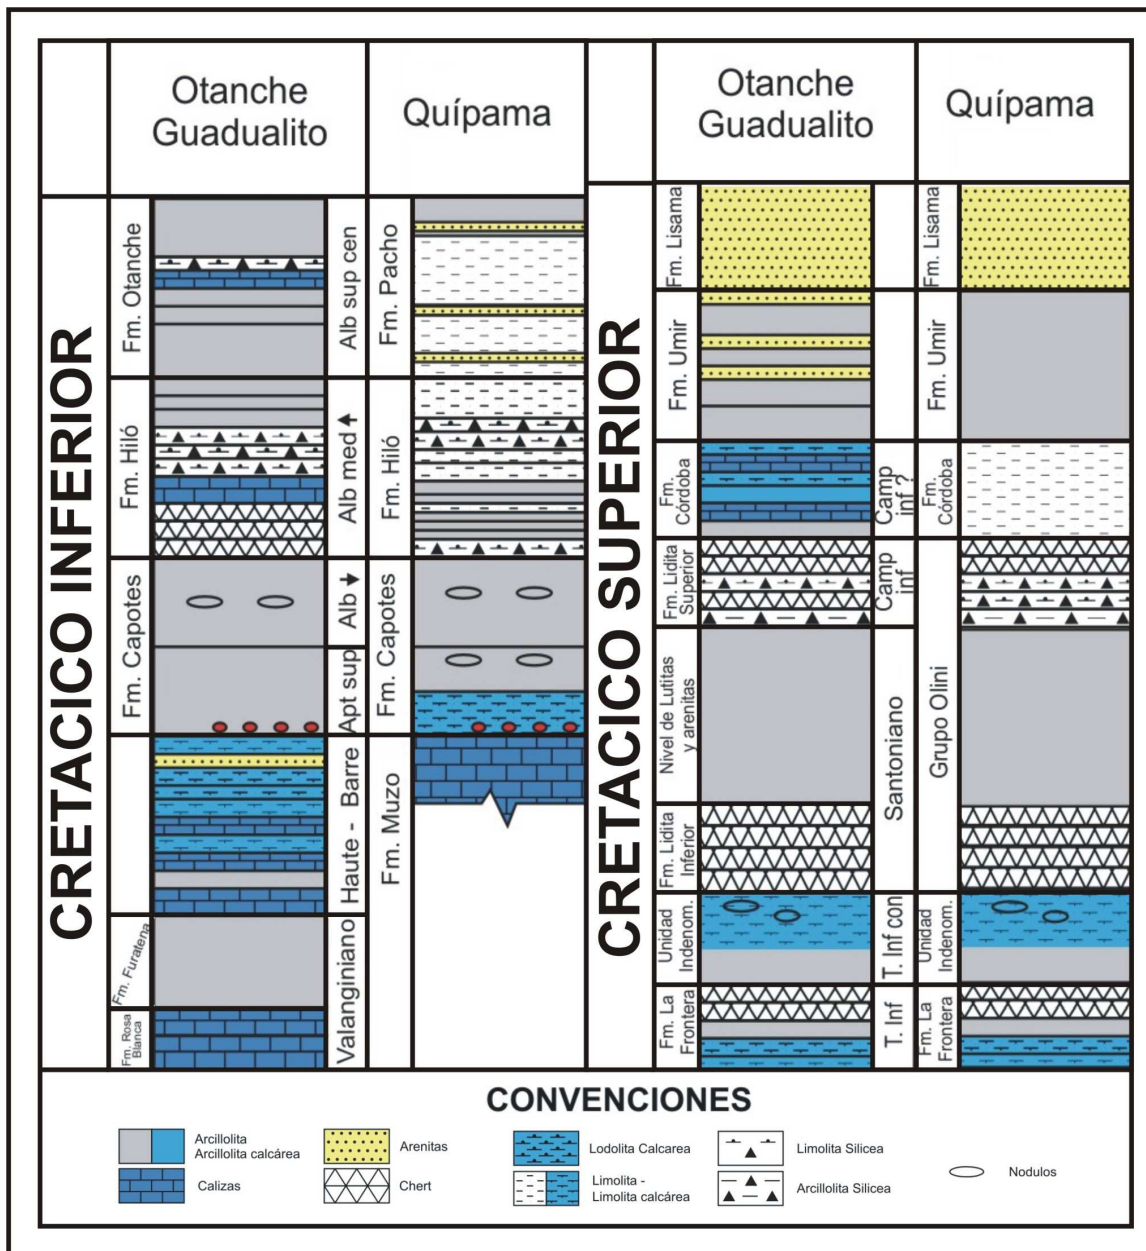 Otanche
Guadualito
Quípama
Otanche
Guadualito
Quípama
CRETACICO INFERIOR
Fm. Otanche
Fm. Hiló
Fm. Capotes
Fm. Furatena
Fm. Rosa
Blanca
Alb sup cen
Alb med
Alb
Apt sup
Haute - Barre
Valanginiano
Fm. Pacho
Fm. Hiló
Fm. Capotes
Fm. Muzo
CRETACICO SUPERIOR
Fm. Lisama
Fm. Umir
Fm.
Córdoba
Fm. Lidita
Superior
Nivel de Lutitas
y arenitas
Fm. Lidita
Inferior
Unidad
Indenom.
Fm. La
Frontera
Camp
inf ?
Camp
inf
Santoniano
T. Inf con
T. Inf
Fm. Lisama
Fm. Umir
Fm.
Córdoba
Grupo Olini
Unidad
Indenom.
Fm. La
Frontera
CONVENCIONES
Arcillolita
Arcillolita calcárea
Calizas
Arenitas
Chert
Lodolita Calcarea
Limolita -
Limolita calcárea
Limolita Silicea
Arcillolita Silicea
Nodulos